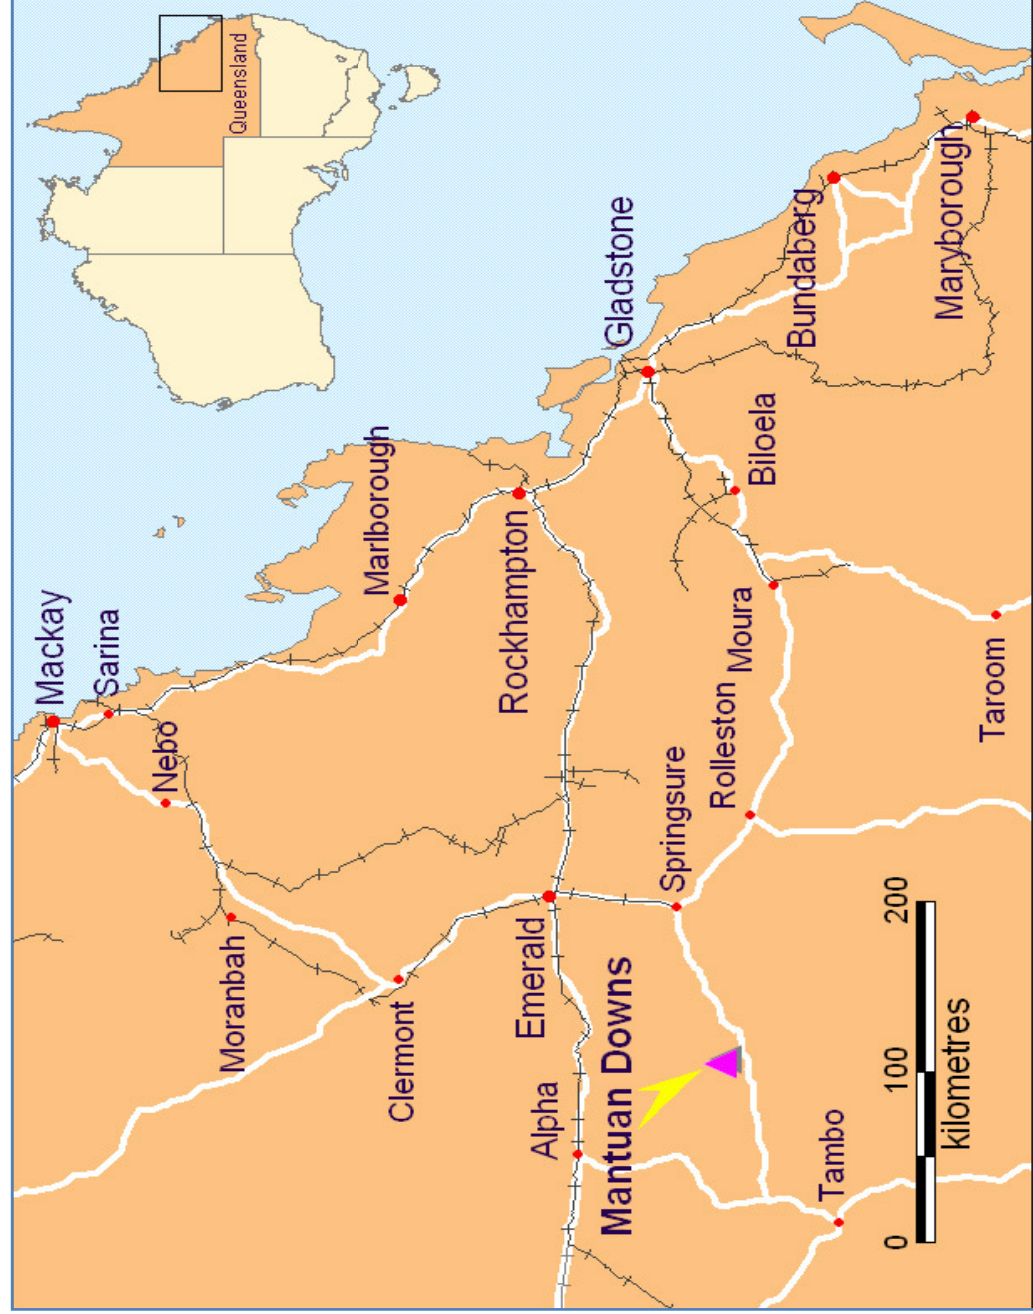 Queensland
Mackay
Sarina
Nebo
Moranbah
Clermont
Marlborough
Rockhampton
Gladstone
Emerald
Alpha
Mantuan Downs
Springsure
Rolleston
Moura
Biloela
Bundaberg
Maryborough
Taroom
Tambo
0 100 200
kilometres